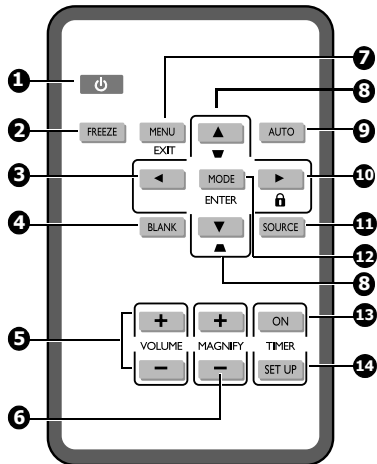 1
7
8
2
FREEZE
MENU
AUTO
9
EXIT
3
MODE
10
ENTER
4
BLANK
SOURCE
11
12
8
13
+
+
ON
5
VOLUME
MAGNIFY
TIMER
−
−
SET UP
14
6